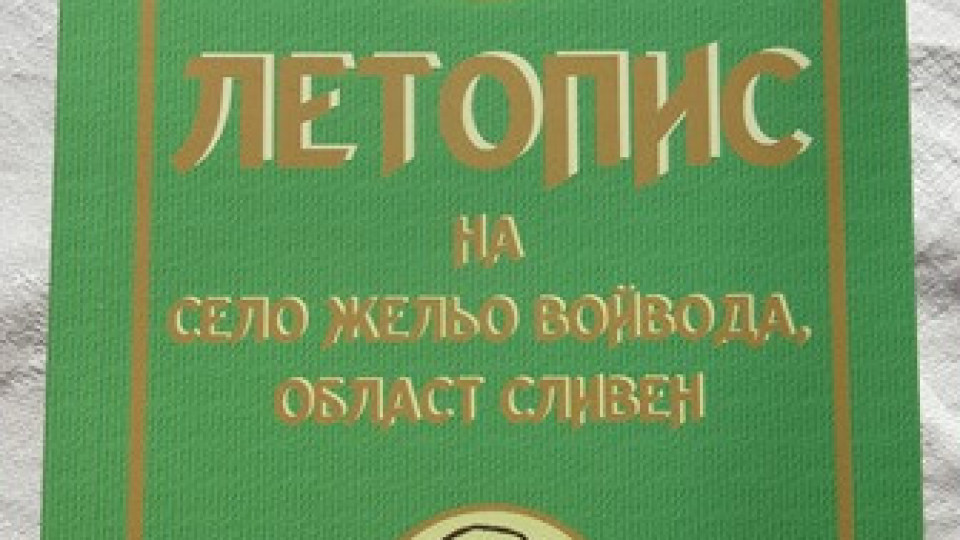 ЛЕТОПИС
НА
СЕЛО ЖЕЛЬО ВОЙВОДА,
ОБЛАСТ СЛИВЕН